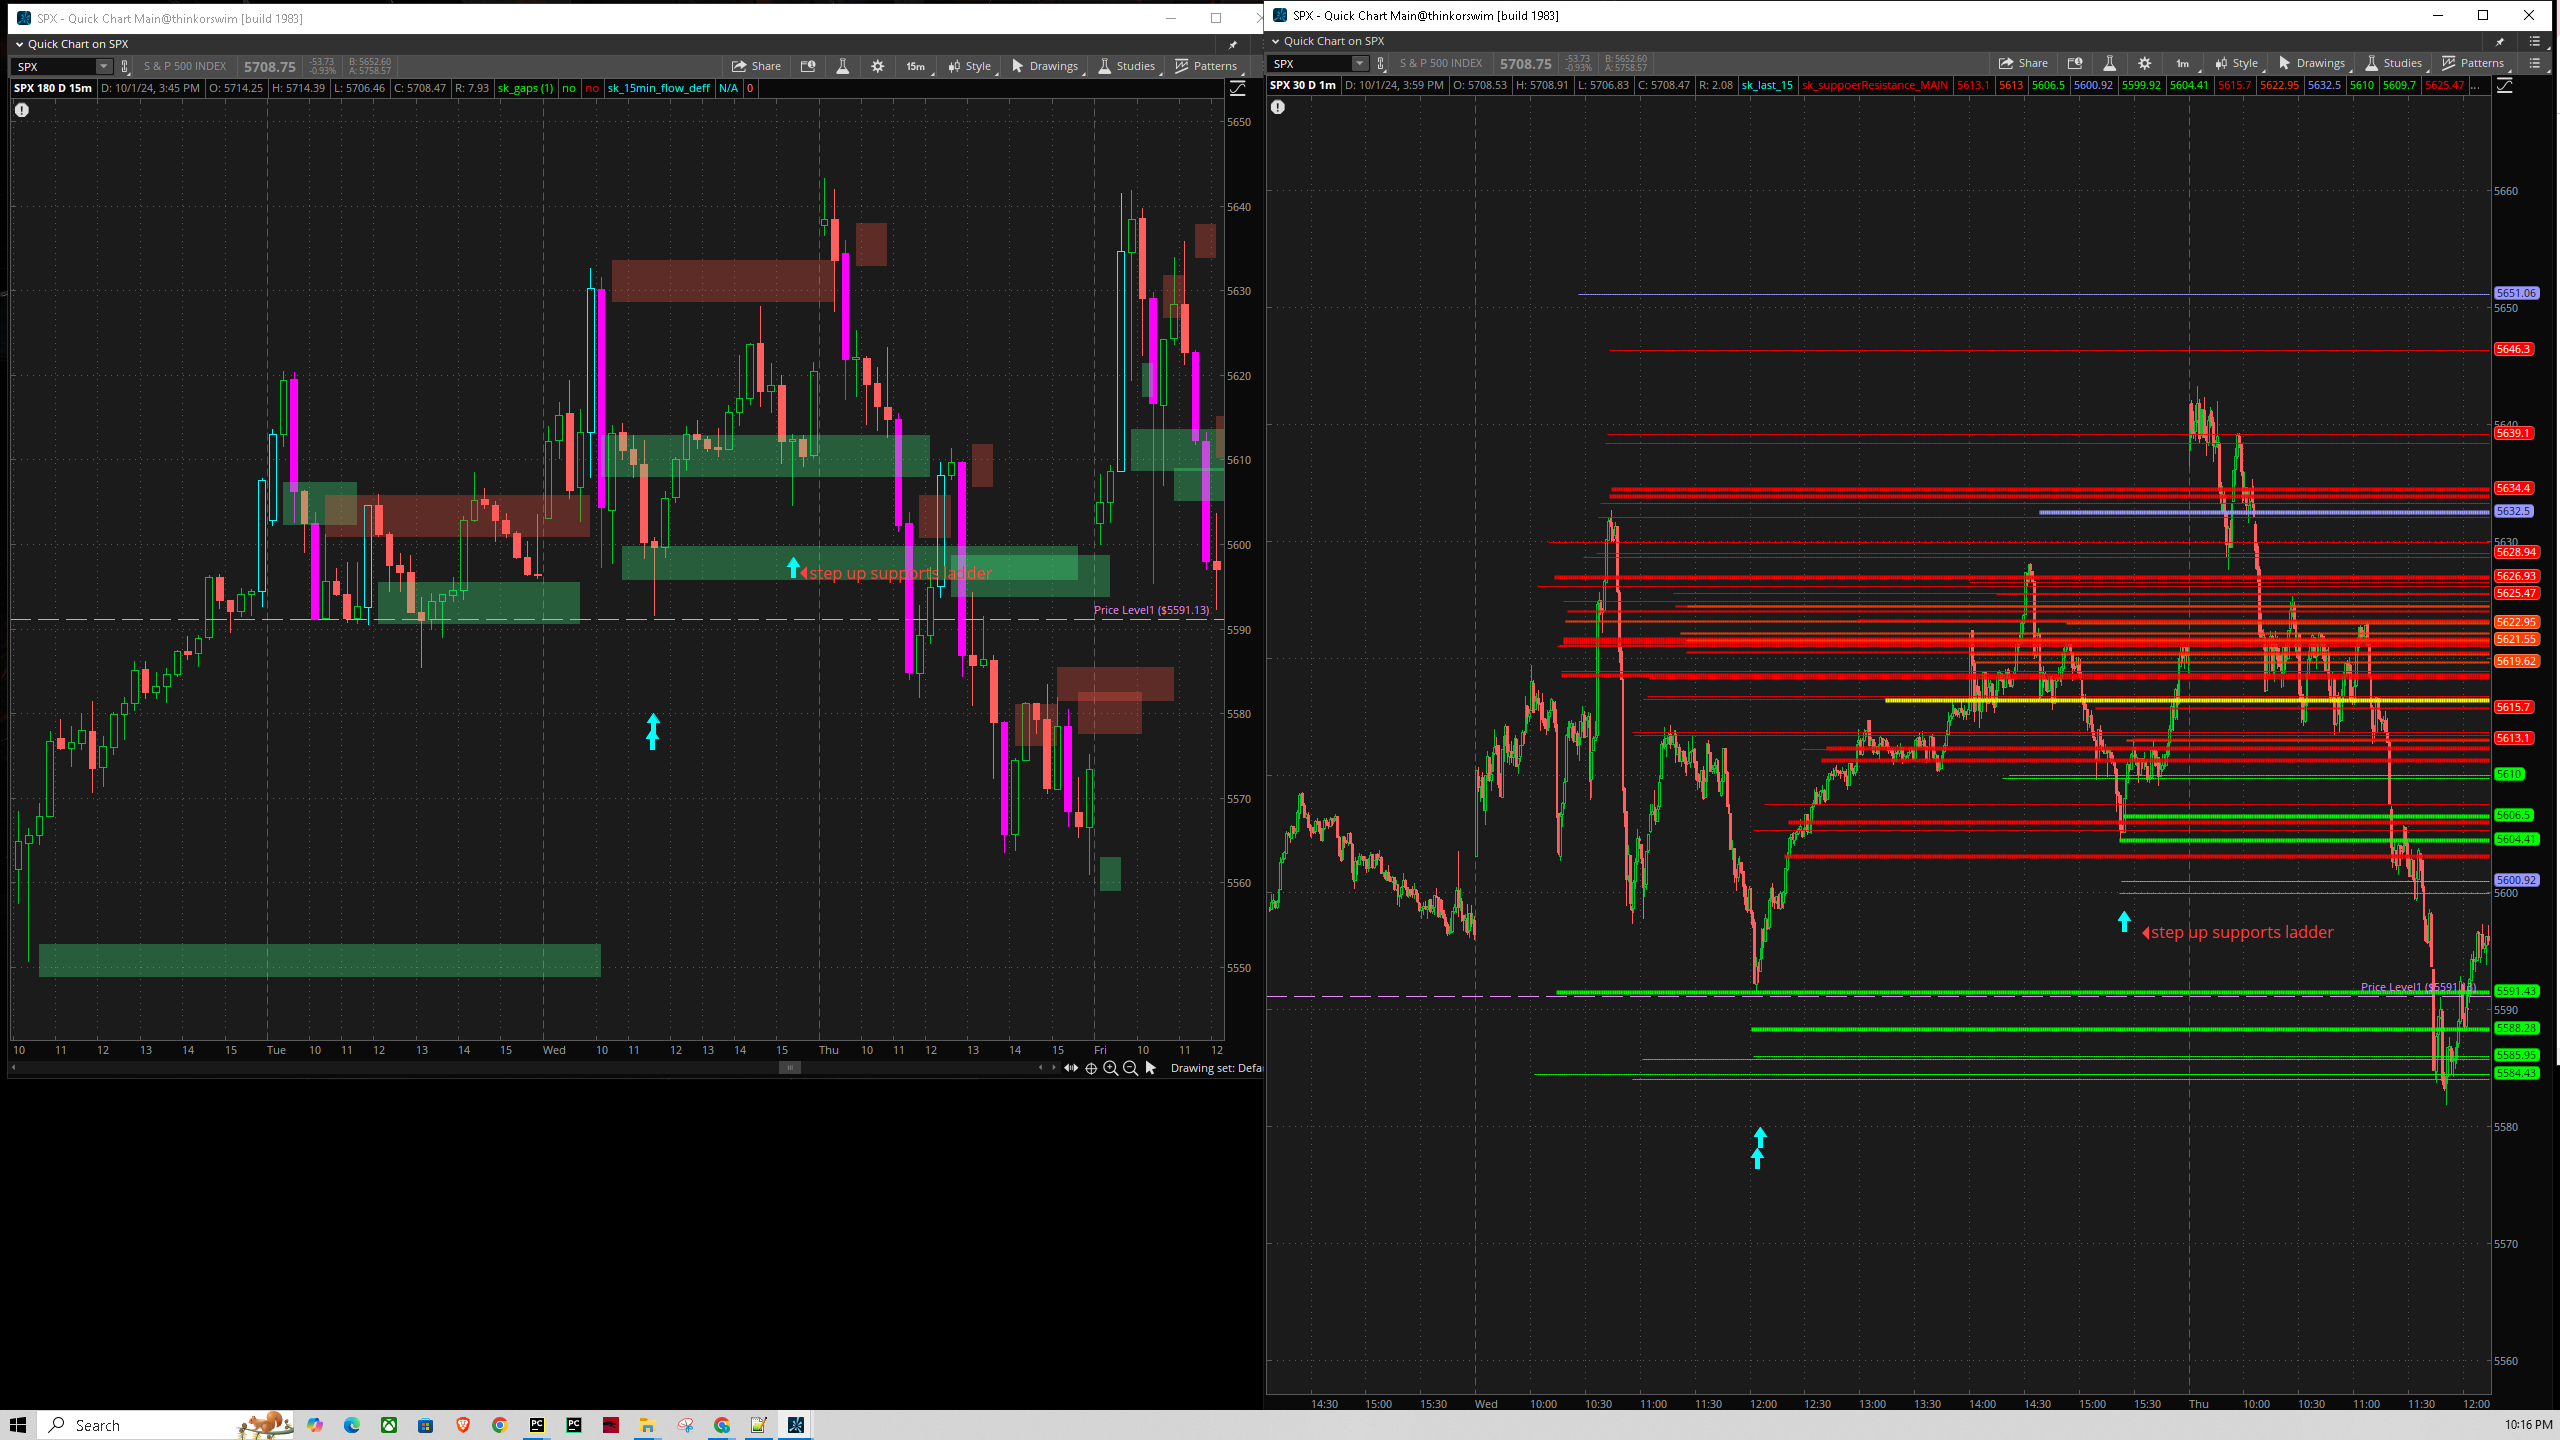 SPX - Quick Chart Main@thinkorswim [build 1983]
Quick Chart on SPX
SPX
S & P 500 INDEX
5708.75
-53.73
-0.93%
B: 5652.60
A: 5758.57
Share
15m
Style
Drawings
Studies
Patterns
SPX 180 D 15m
D: 10/1/24, 3:45 PM
O: 5714.25
H: 5714.39
L: 5706.46
C: 5708.47
R: 7.93
sk_gaps (1)
no
no
sk_15min_flow_deff
N/A
0
5650
5640
5630
5620
5610
5600
5590
5580
5570
5560
5550
step up supports ladder
Price Level1 ($5591.13)
10 11 12 13 14 15 Tue 10 11 12 13 14 15 Wed 10 11 12 13 14 15 Thu 10 11 12 13 14 15 Fri 10 11 12
Drawing set: Defa
SPX - Quick Chart Main@thinkorswim [build 1983]
Quick Chart on SPX
SPX
S & P 500 INDEX
5708.75
-53.73
-0.93%
B: 5652.60
A: 5758.57
Share
1m
Style
Drawings
Studies
Patterns
SPX 30 D 1m
D: 10/1/24, 3:59 PM
O: 5708.53
H: 5708.91
L: 5706.83
C: 5708.47
R: 2.08
sk_last_15
sk_suppoerResistance_MAIN
5613.1
5613
5606.5
5600.92
5599.92
5604.41
5615.7
5622.95
5632.5
5610
5609.7
5625.47
...
5660
5651.06
5650
5646.3
5639.1
5634.4
5632.5
5628.94
5626.93
5625.47
5622.95
5621.55
5619.62
5615.7
5613.1
5610
5606.5
5604.41
5600.92
5600
step up supports ladder
Price Level1 ($5591.13)
5591.43
5590
5588.28
5585.95
5584.43
5580
5570
5560
14:30 15:00 15:30 Wed 10:00 10:30 11:00 11:30 12:00 12:30 13:00 13:30 14:00 14:30 15:00 15:30 Thu 10:00 10:30 11:00 11:30 12:00
Search
10:16 PM